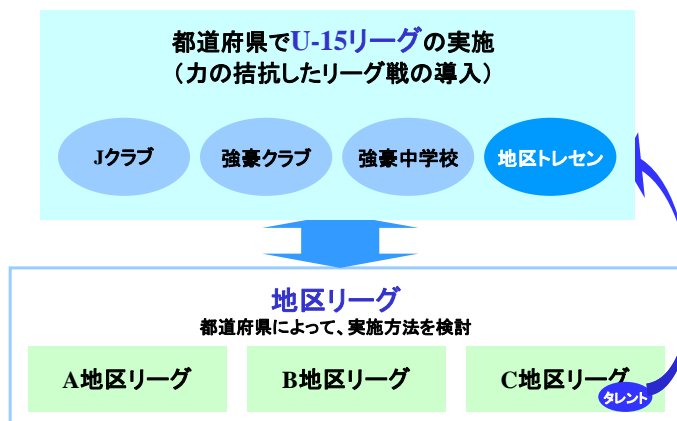 都道府県でU-15リーグの実施
（力の拮抗したリーグ戦の導入）
Jクラブ
強豪クラブ
強豪中学校
地区トレセン
地区リーグ
都道府県によって、実施方法を検討
A地区リーグ
B地区リーグ
C地区リーグ
タレント